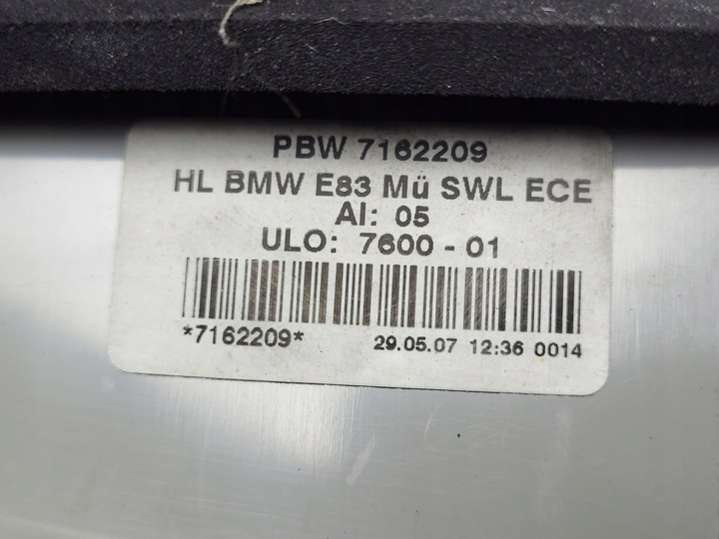 PBW 7162209
HL BMW E83 Mü SWL ECE
AI: 05
ULO: 7600 - 01
*7162209* 29.05.07 12:36 0014